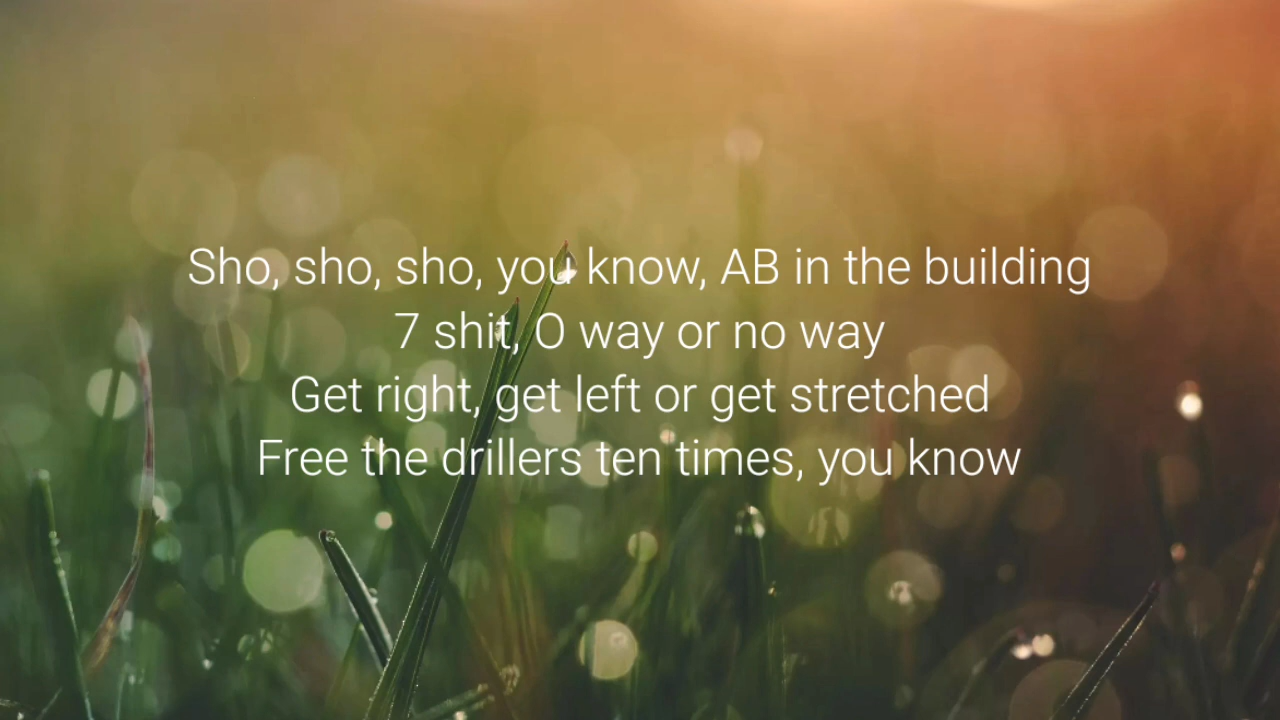 Sho, sho, sho, you know, AB in the building
7 shit, O way or no way
Get right, get left or get stretched
Free the drillers ten times, you know